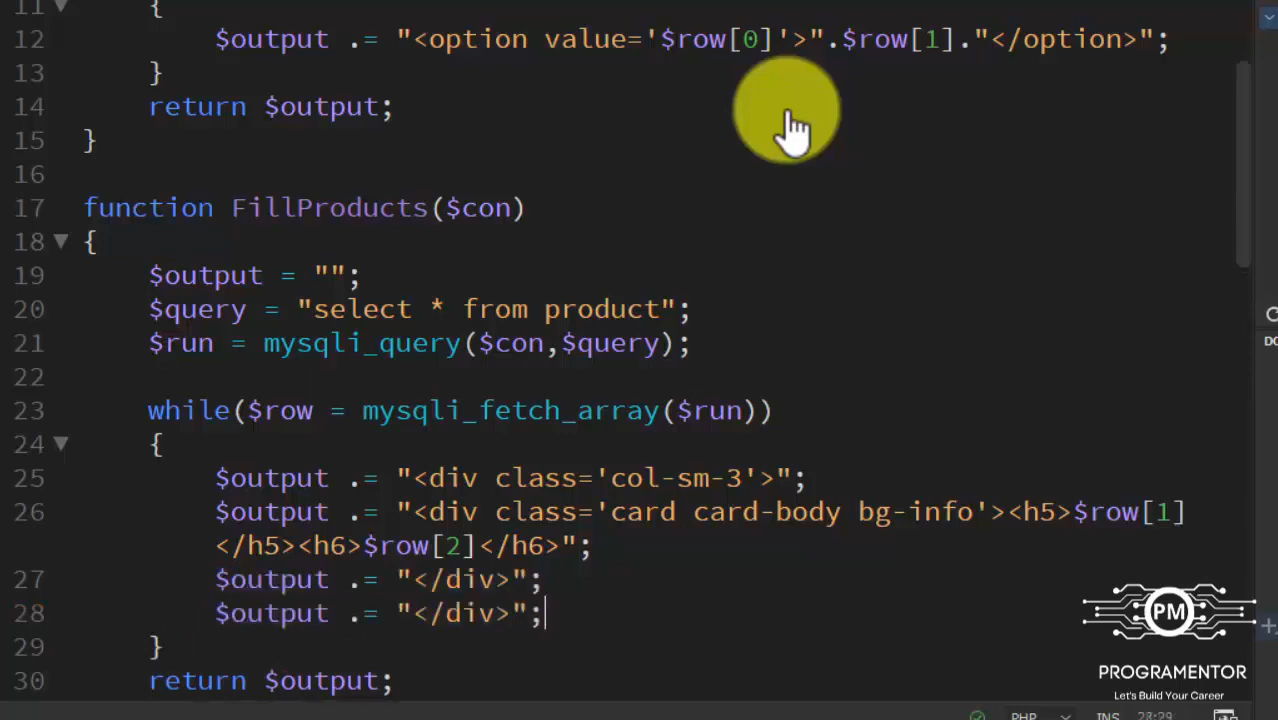 11 {
12 $output .= "<option value='$row[0]'>".$row[1]."</option>";
13 }
14 return $output;
15 }
16
17 function FillProducts($con)
18 {
19 $output = "";
20 $query = "select * from product";
21 $run = mysqli_query($con,$query);
22
23 while($row = mysqli_fetch_array($run))
24 {
25 $output .= "<div class='col-sm-3'>";
26 $output .= "<div class='card card-body bg-info'><h5>$row[1]
</h5><h6>$row[2]</h6>";
27 $output .= "</div>";
28 $output .= "</div>";
29 }
30 return $output;
PM
PROGRAMENTOR
Let's Build Your Career
PHP INS 28:29
DO